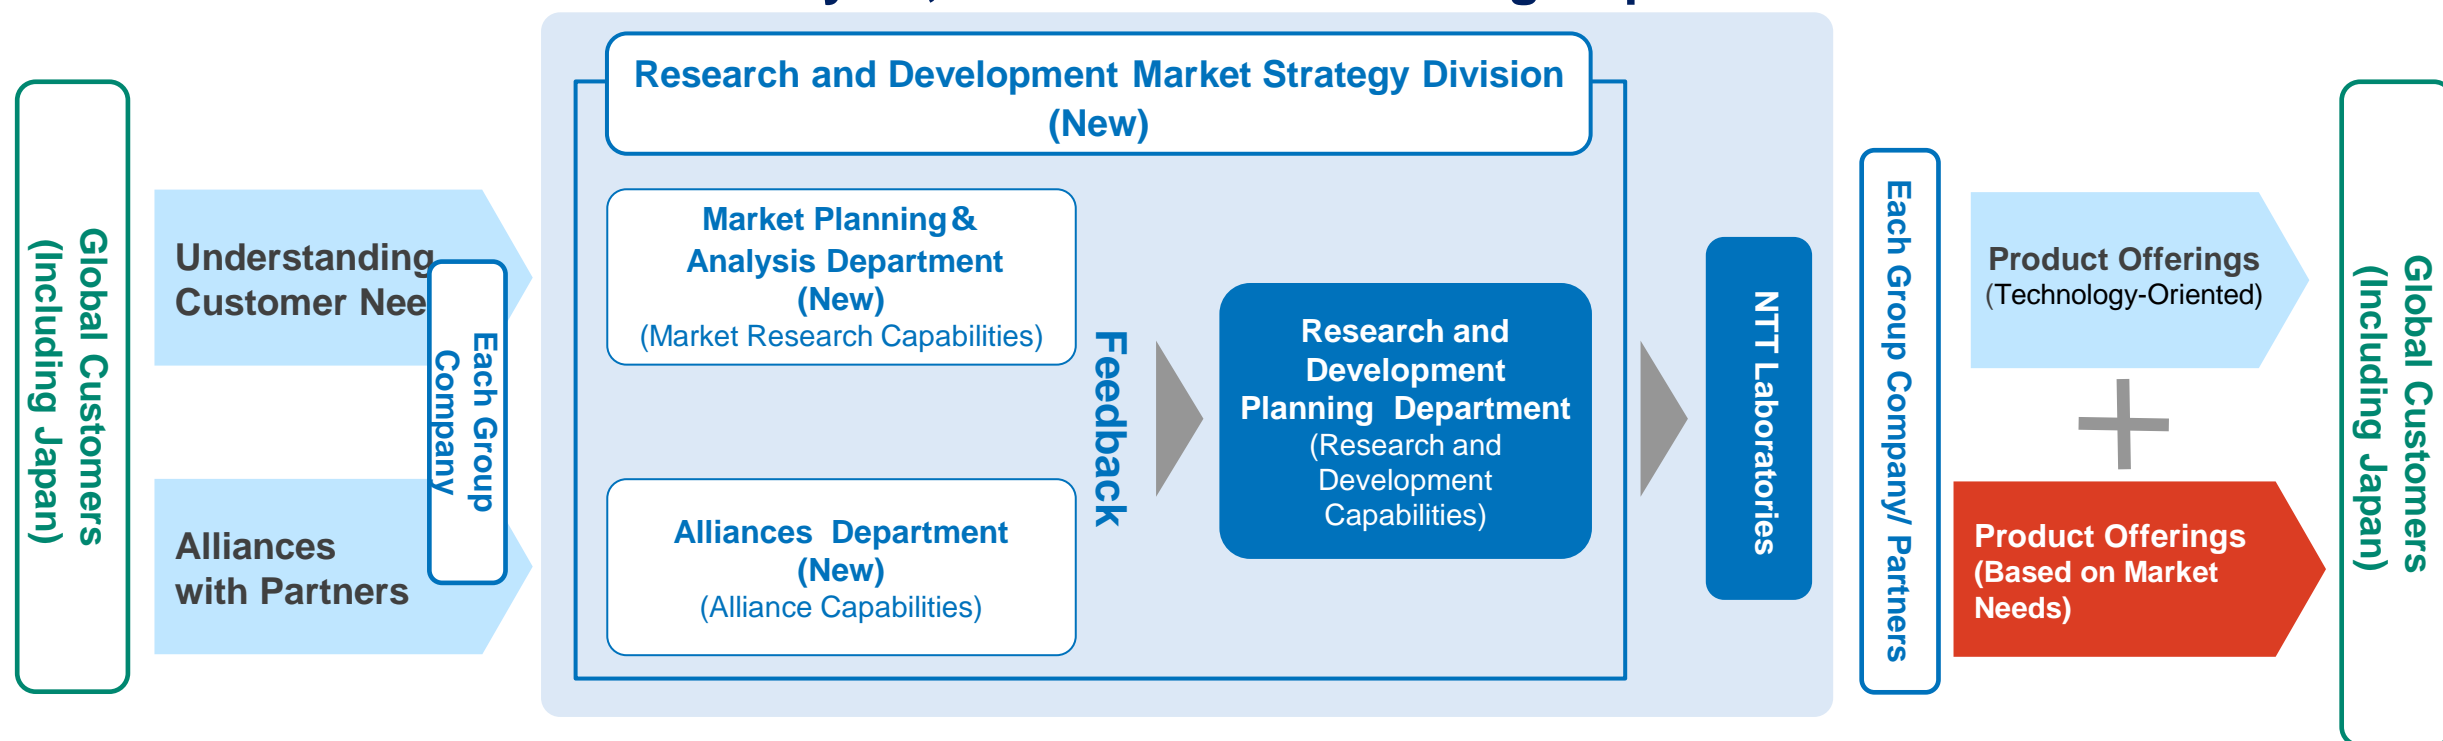 Research and Development Market Strategy Division
(New)
Global Customers
(Including Japan)
Understanding
Customer Nee
Each Group
Company
Alliances
with Partners
Market Planning &
Analysis Department
(New)
(Market Research Capabilities)
Alliances Department
(New)
(Alliance Capabilities)
Feedback
Research and
Development
Planning Department
(Research and
Development
Capabilities)
NTT Laboratories
Each Group Company/ Partners
Product Offerings
(Technology-Oriented)
Product Offerings
(Based on Market
Needs)
Global Customers
(Including Japan)